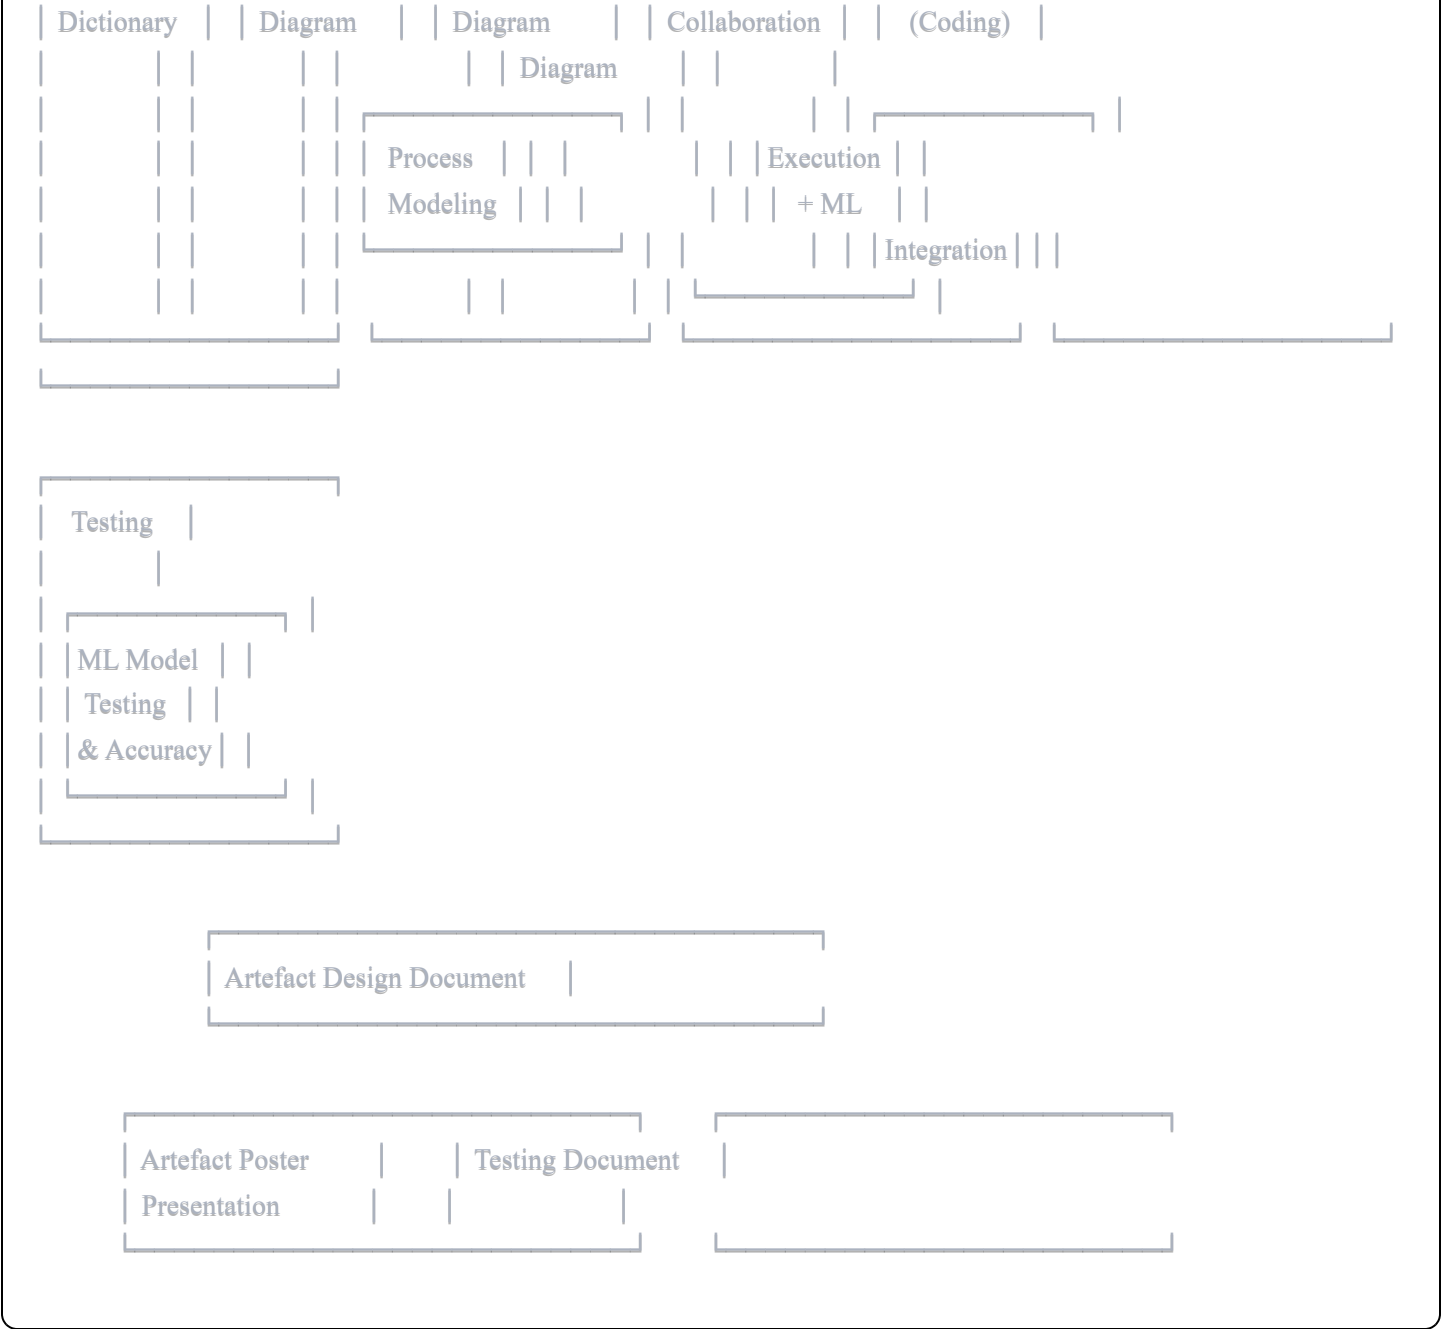 Dictionary Diagram Diagram Collaboration (Coding)
Diagram
Process Execution
Modeling + ML
Integration
Testing
ML Model
Testing
& Accuracy
Artefact Design Document
Artefact Poster Testing Document
Presentation